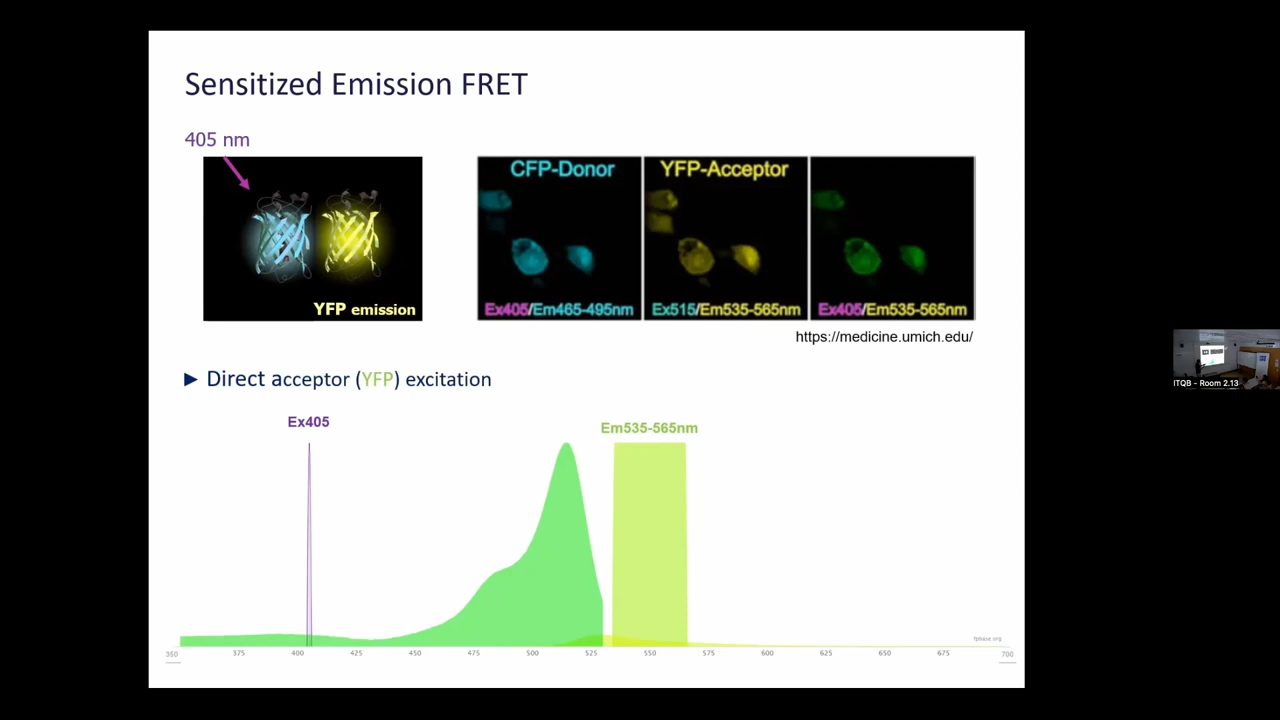 Sensitized Emission FRET
405 nm
YFP emission
CFP-Donor
YFP-Acceptor
Ex405/Em465-495nm
Ex515/Em535-565nm
Ex405/Em535-565nm
https://medicine.umich.edu/
► Direct acceptor (YFP) excitation
Ex405
Em535-565nm
fpbase.org
350 375 400 425 450 475 500 525 550 575 600 625 650 675 700
ITQB - Room 2.13